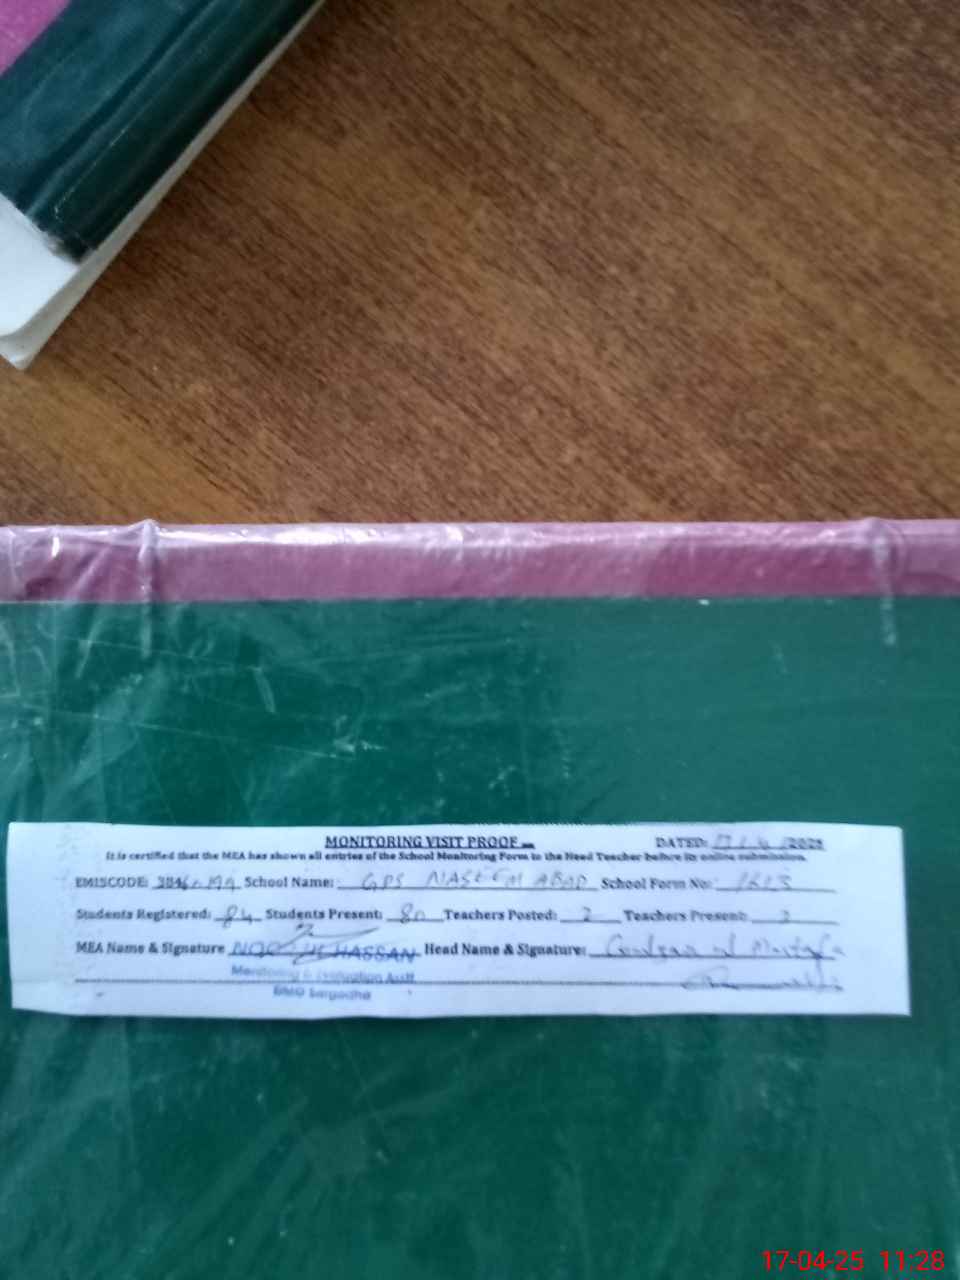 MONITORING VISIT PROOF DATED: 17/4/2025
It is certified that the MEA has shown all entries of the School Monitoring Form to the Head Teacher before its online submission.
EMISCODE: School Name: GPS NASEEM ABAD School Form No:
Students Registered: 84 Students Present: 80 Teachers Posted: 2 Teachers Present: 2
MEA Name & Signature NOOR UL HASSAN Head Name & Signature:
Monitoring & Evaluation Asstt
DMO Sargodha
17-04-25 11:28